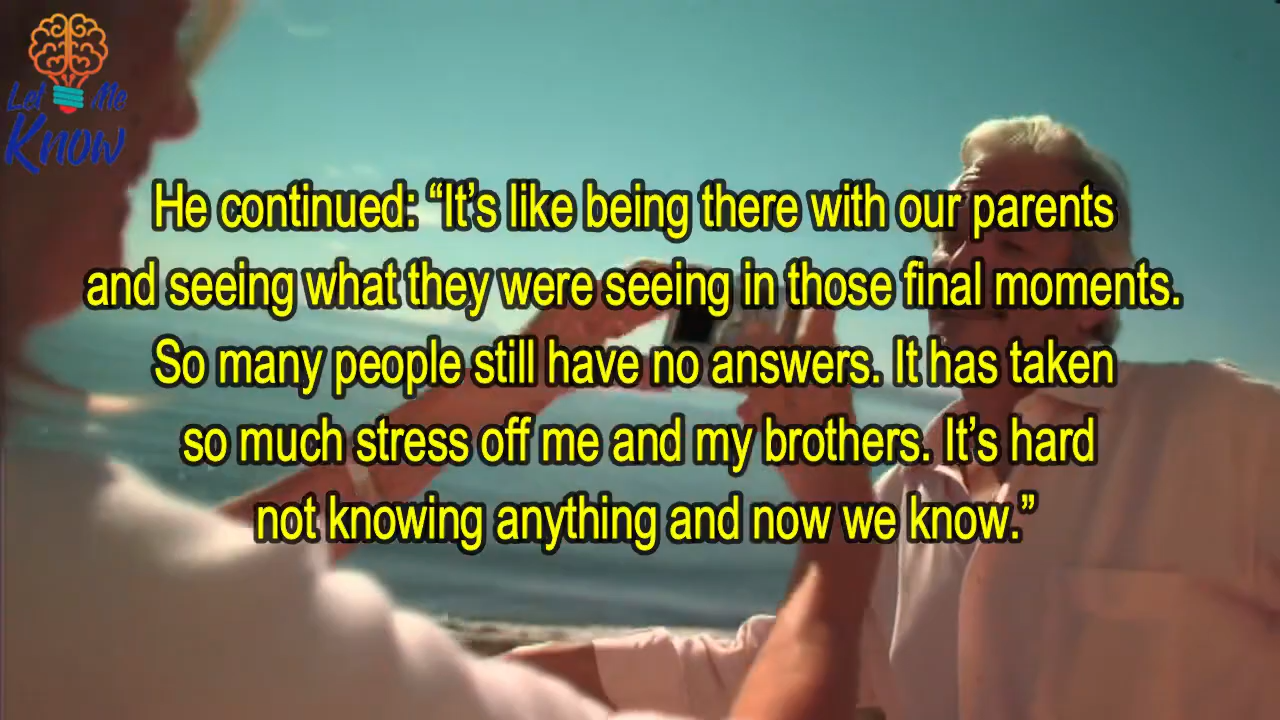 Let Me
Know
He continued: “It’s like being there with our parents
and seeing what they were seeing in those final moments.
So many people still have no answers. It has taken
so much stress off me and my brothers. It’s hard
not knowing anything and now we know.”